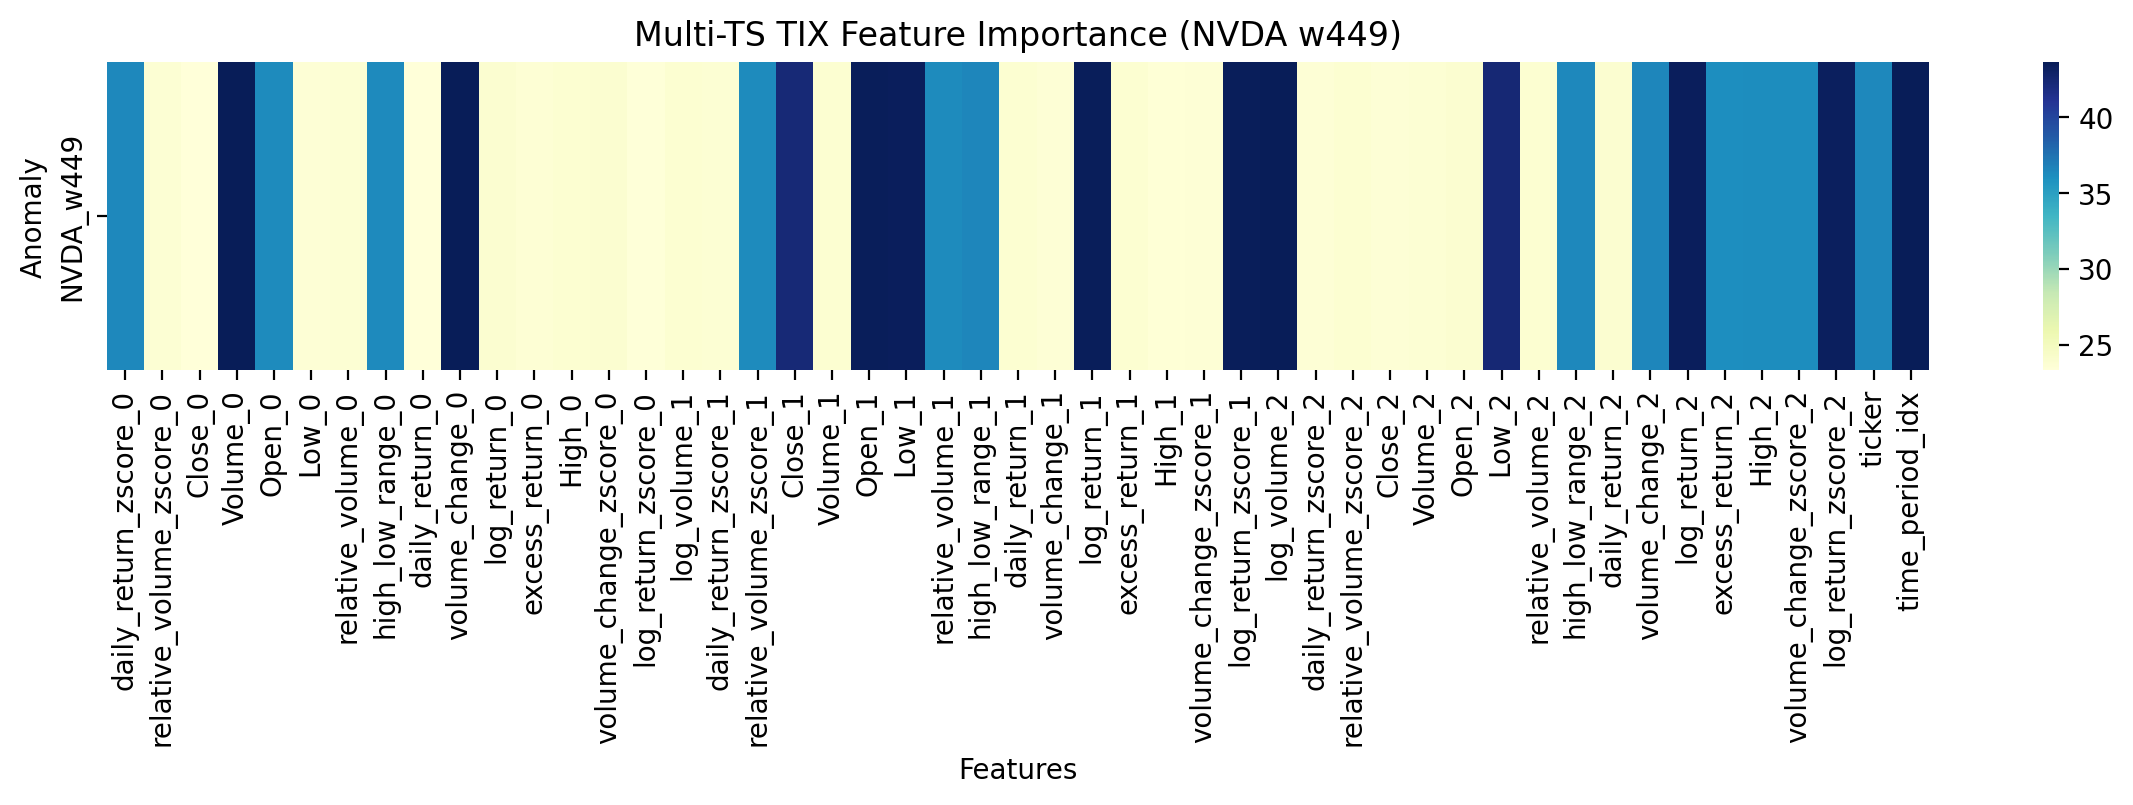 Multi-TS TIX Feature Importance (NVDA w449)
Anomaly
NVDA_w449
40
35
30
25
daily_return_zscore_0
relative_volume_zscore_0
Close_0
Volume_0
Open_0
Low_0
relative_volume_0
high_low_range_0
daily_return_0
volume_change_0
log_return_0
excess_return_0
High_0
volume_change_zscore_0
log_return_zscore_0
log_volume_1
daily_return_zscore_1
relative_volume_zscore_1
Close_1
Volume_1
Open_1
Low_1
relative_volume_1
high_low_range_1
daily_return_1
volume_change_1
log_return_1
excess_return_1
High_1
volume_change_zscore_1
log_return_zscore_1
log_volume_2
daily_return_zscore_2
relative_volume_zscore_2
Close_2
Volume_2
Open_2
Low_2
relative_volume_2
high_low_range_2
daily_return_2
volume_change_2
log_return_2
excess_return_2
High_2
volume_change_zscore_2
log_return_zscore_2
ticker
time_period_idx
Features